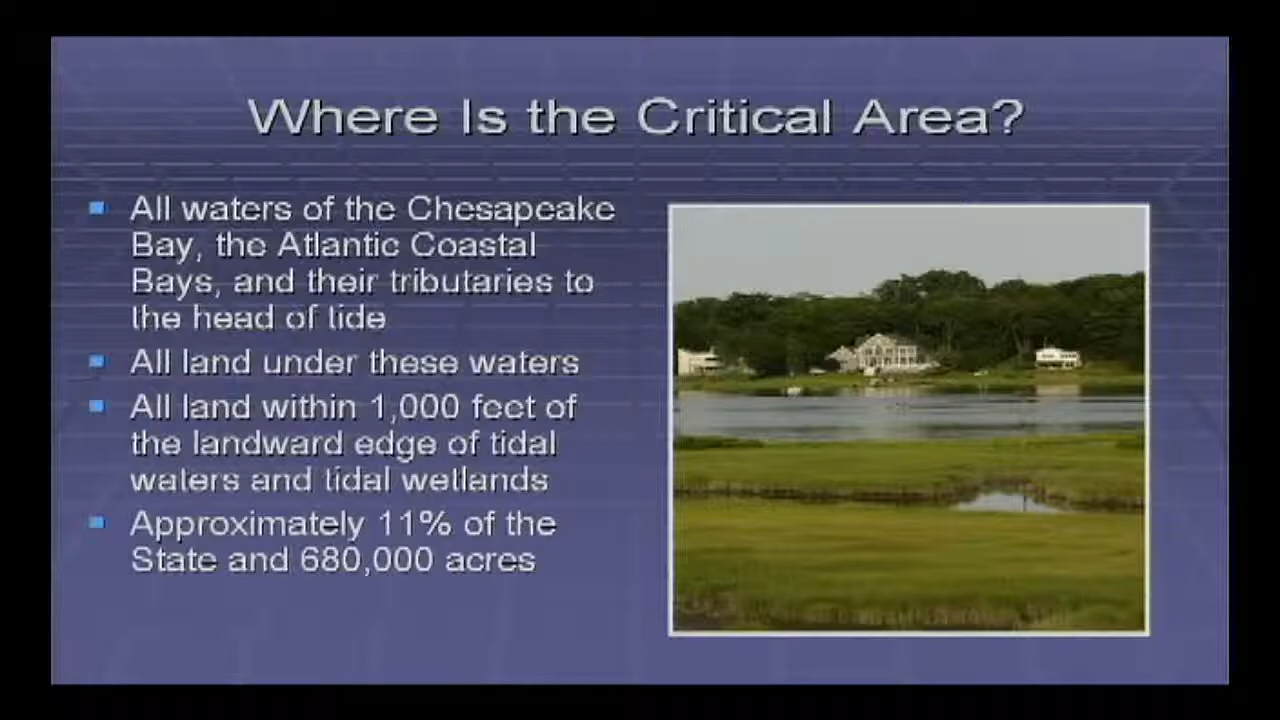 Where Is the Critical Area?
All waters of the Chesapeake
Bay, the Atlantic Coastal
Bays, and their tributaries to
the head of tide
All land under these waters
All land within 1,000 feet of
the landward edge of tidal
waters and tidal wetlands
Approximately 11% of the
State and 680,000 acres